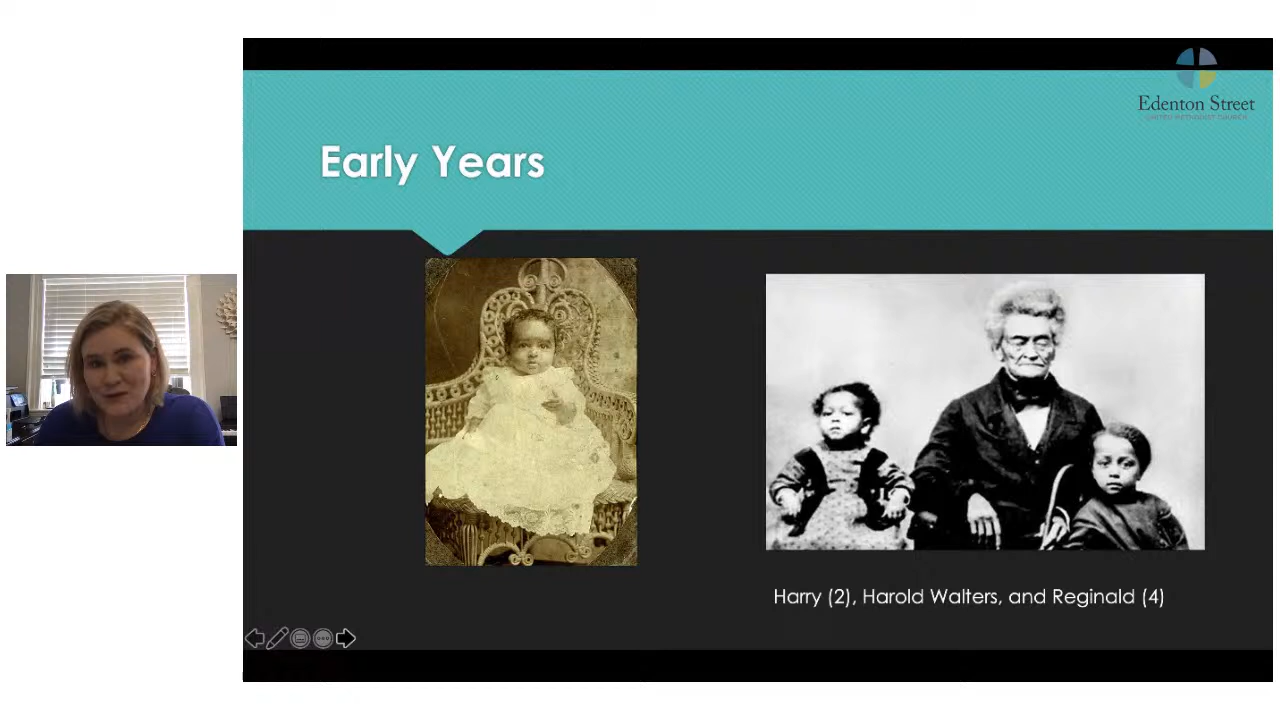 Edenton Street
UNITED METHODIST CHURCH
Early Years
Harry (2), Harold Walters, and Reginald (4)